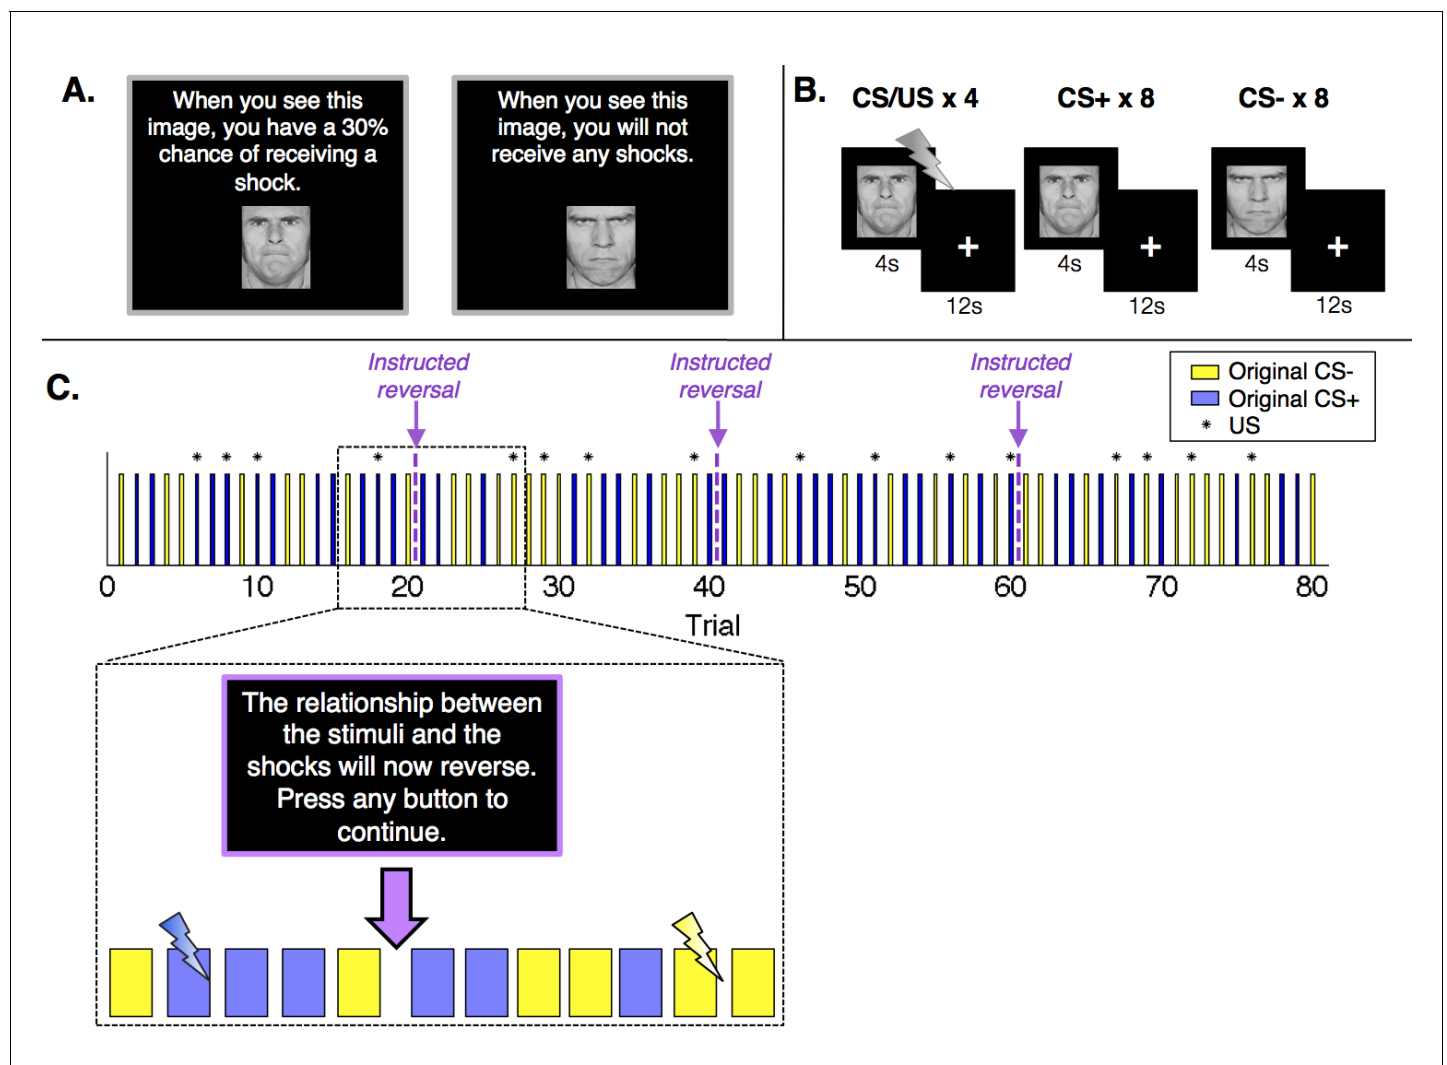 A.
When you see this
image, you have a 30%
chance of receiving a
shock.
When you see this
image, you will not
receive any shocks.
B.
CS/US x 4
CS+ x 8
CS- x 8
4s
12s
4s
12s
4s
12s
C.
Instructed
reversal
Instructed
reversal
Instructed
reversal
Original CS-
Original CS+
* US
0 10 20 30 40 50 60 70 80
Trial
The relationship between
the stimuli and the
shocks will now reverse.
Press any button to
continue.